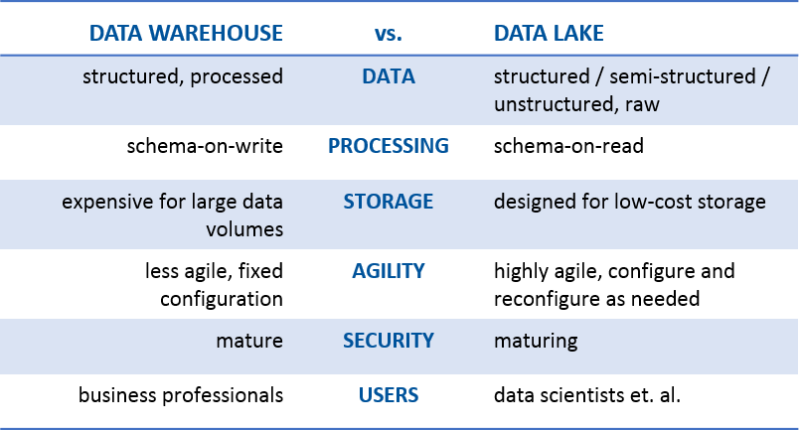 DATA WAREHOUSE vs. DATA LAKE
structured, processed DATA structured / semi-structured /
unstructured, raw
schema-on-write PROCESSING schema-on-read
expensive for large data STORAGE designed for low-cost storage
volumes
less agile, fixed AGILITY highly agile, configure and
configuration reconfigure as needed
mature SECURITY maturing
business professionals USERS data scientists et. al.